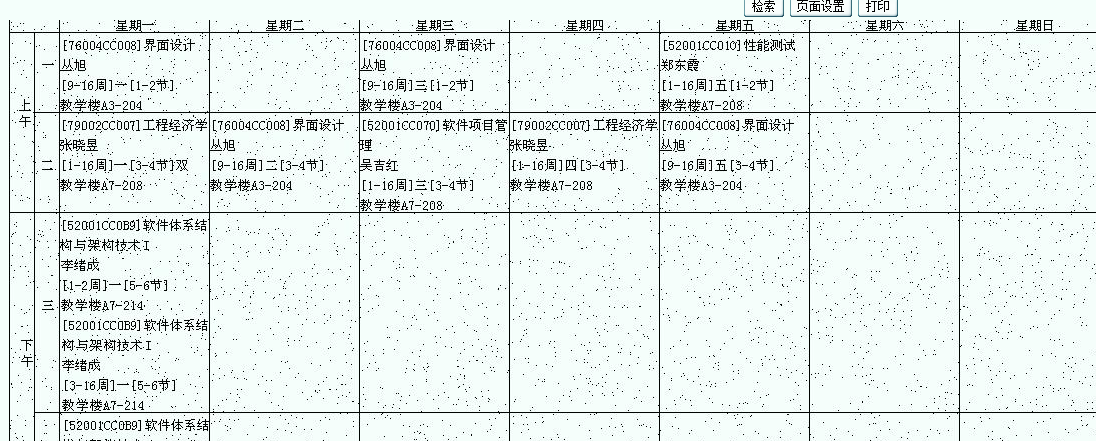 检索 页面设置 打印
星期一 星期二 星期三 星期四 星期五 星期六 星期日
上午
一
[76004CC008]界面设计
丛旭
[9-16周]一[1-2节]
教学楼A3-204
[76004CC008]界面设计
丛旭
[9-16周]三[1-2节]
教学楼A3-204
[52001CC010]性能测试
郑东霞
[1-16周]五[1-2节]
教学楼A7-208
二
[79002CC007]工程经济学
张晓昱
[1-16周]一[3-4节]双
教学楼A7-208
[76004CC008]界面设计
丛旭
[9-16周]二[3-4节]
教学楼A3-204
[52001CC070]软件项目管
理
吴吉红
[1-16周]三[3-4节]
教学楼A7-208
[79002CC007]工程经济学
张晓昱
[1-16周]四[3-4节]
教学楼A7-208
[76004CC008]界面设计
丛旭
[9-16周]五[3-4节]
教学楼A3-204
下午
三
[52001CC0B9]软件体系结
构与架构技术I
李绪成
[1-2周]一[5-6节]
教学楼A7-214
[52001CC0B9]软件体系结
构与架构技术I
李绪成
[3-16周]一[5-6节]
教学楼A7-214
[52001CC0B9]软件体系结